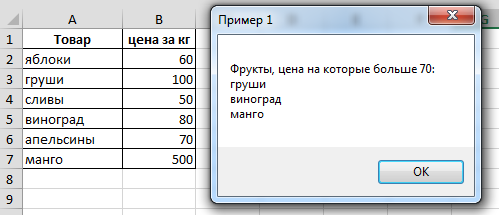 A B
1 Товар цена за кг
2 яблоки 60
3 груши 100
4 сливы 50
5 виноград 80
6 апельсины 70
7 манго 500
8
9
Пример 1
Фрукты, цена на которые больше 70:
груши
виноград
манго
OK